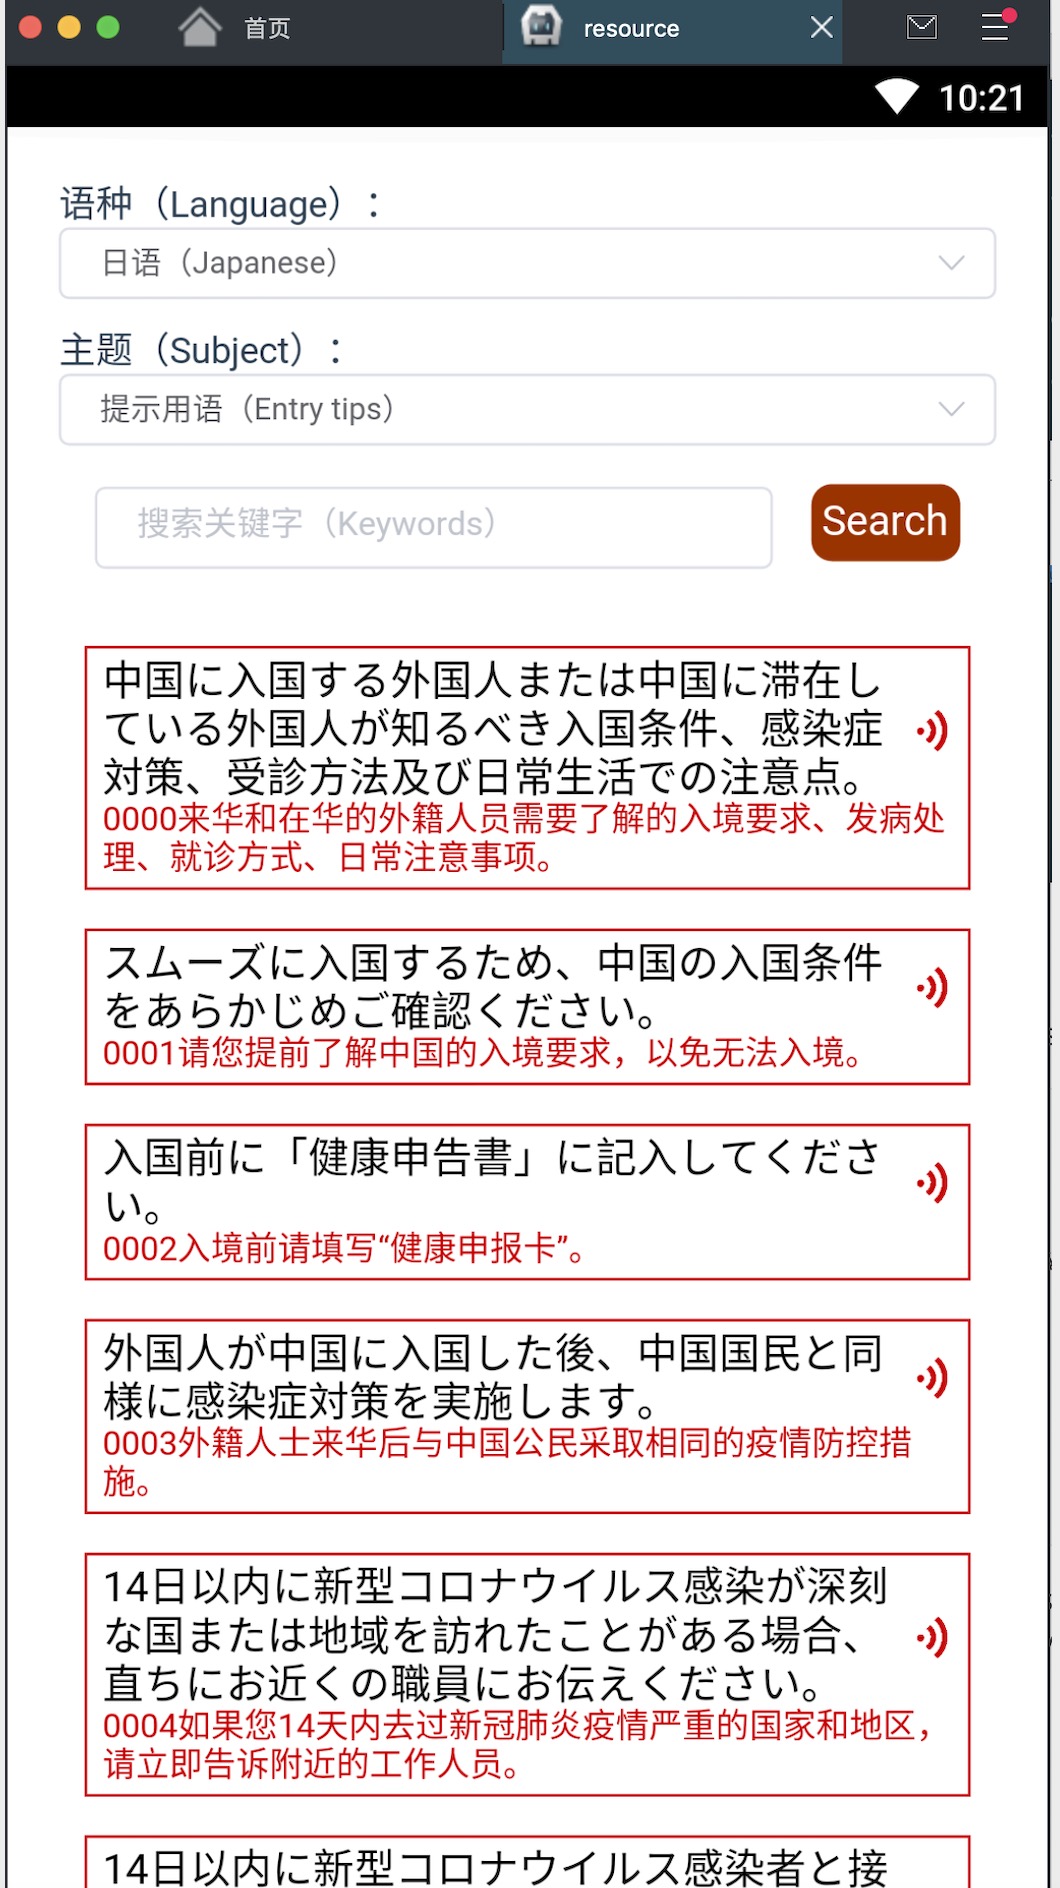 首页
resource
10:21
语种（Language）：
日语（Japanese）
主题（Subject）：
提示用语（Entry tips）
搜索关键字（Keywords）
Search
中国に入国する外国人または中国に滞在し
ている外国人が知るべき入国条件、感染症
対策、受診方法及び日常生活での注意点。
0000来华和在华的外籍人员需要了解的入境要求、发病处
理、就诊方式、日常注意事项。
スムーズに入国するため、中国の入国条件
をあらかじめご確認ください。
0001请您提前了解中国的入境要求，以免无法入境。
入国前に「健康申告書」に記入してくださ
い。
0002入境前请填写“健康申报卡”。
外国人が中国に入国した後、中国国民と同
様に感染症対策を実施します。
0003外籍人士来华后与中国公民采取相同的疫情防控措
施。
14日以内に新型コロナウイルス感染が深刻
な国または地域を訪れたことがある場合、
直ちにお近くの職員にお伝えください。
0004如果您14天内去过新冠肺炎疫情严重的国家和地区，
请立即告诉附近的工作人员。
14日以内に新型コロナウイルス感染者と接